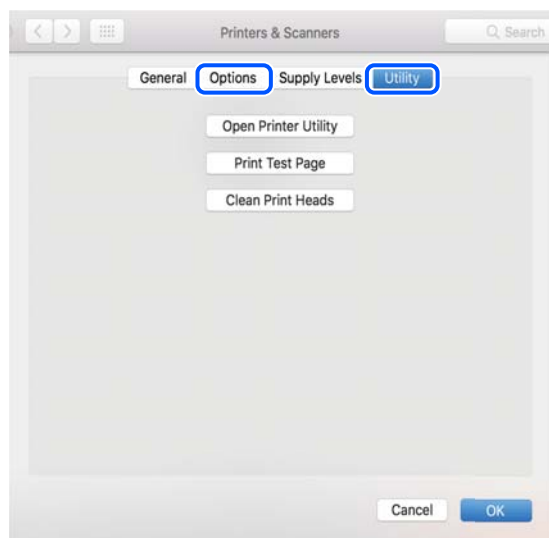 Printers & Scanners Search
General Options Supply Levels Utility
Open Printer Utility
Print Test Page
Clean Print Heads
Cancel OK